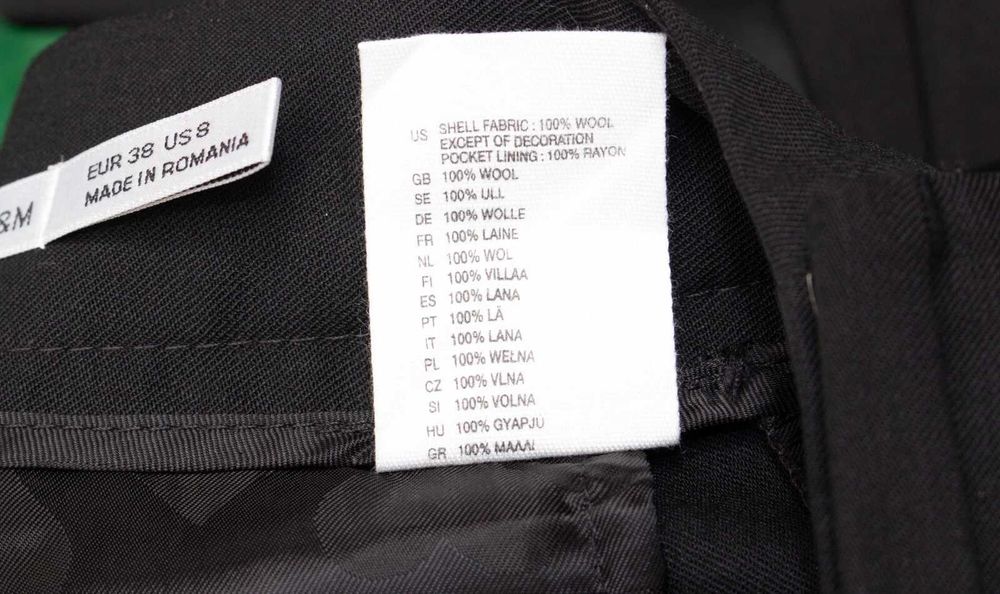 &M
EUR 38 US 8
MADE IN ROMANIA
US SHELL FABRIC : 100% WOOL
EXCEPT OF DECORATION
POCKET LINING : 100% RAYON
GB 100% WOOL
SE 100% ULL
DE 100% WOLLE
FR 100% LAINE
NL 100% WOL
FI 100% VILLAA
ES 100% LANA
PT 100% LÃ
IT 100% LANA
PL 100% WEŁNA
CZ 100% VLNA
SI 100% VOLNA
HU 100% GYAPJÚ
GR 100% ΜΑΛΛΙ